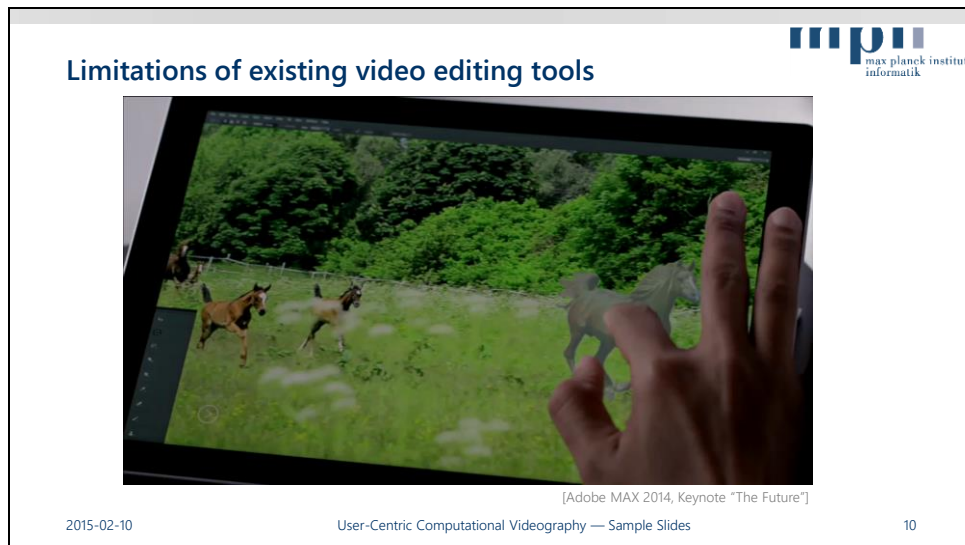 max planck institut
informatik
Limitations of existing video editing tools
[Adobe MAX 2014, Keynote “The Future”]
2015-02-10
User-Centric Computational Videography — Sample Slides
10